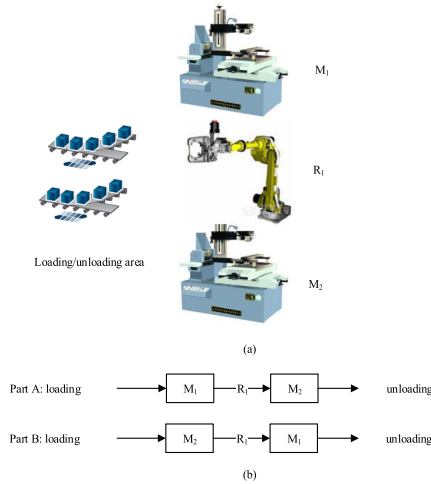 M₁
R₁
Loading/unloading area
M₂
(a)
Part A: loading M₁ R₁ M₂ unloading
Part B: loading M₂ R₁ M₁ unloading
(b)